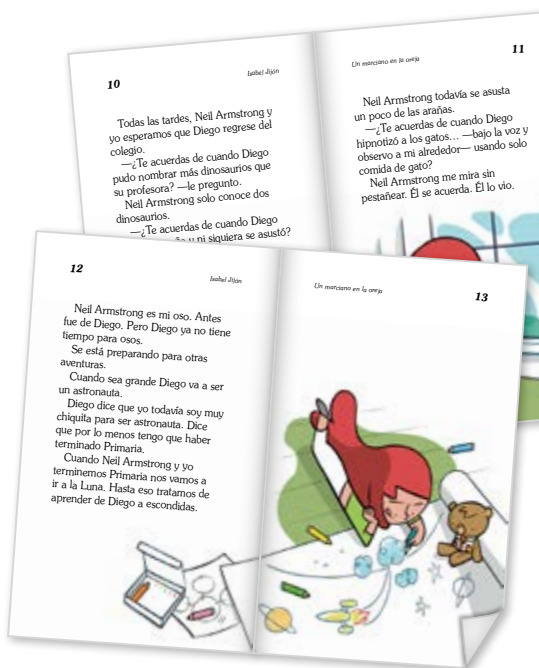 10
Isabel Jijón
Todas las tardes, Neil Armstrong y
yo esperamos que Diego regrese del
colegio.
—¿Te acuerdas de cuando Diego
pudo nombrar más dinosaurios que
su profesora? —le pregunto.
Neil Armstrong solo conoce dos
dinosaurios.
—¿Te acuerdas de cuando Diego
y ni siquiera se asustó?
Un marciano en la oreja
11
Neil Armstrong todavía se asusta
un poco de las arañas.
—¿Te acuerdas de cuando Diego
hipnotizó a los gatos… —bajo la voz y
observo a mi alrededor— usando solo
comida de gato?
Neil Armstrong me mira sin
pestañear. Él se acuerda. Él lo vio.
12
Isabel Jijón
Neil Armstrong es mi oso. Antes
fue de Diego. Pero Diego ya no tiene
tiempo para osos.
Se está preparando para otras
aventuras.
Cuando sea grande Diego va a ser
un astronauta.
Diego dice que yo todavía soy muy
chiquita para ser astronauta. Dice
que por lo menos tengo que haber
terminado Primaria.
Cuando Neil Armstrong y yo
terminemos Primaria nos vamos a
ir a la Luna. Hasta eso tratamos de
aprender de Diego a escondidas.
Un marciano en la oreja
13